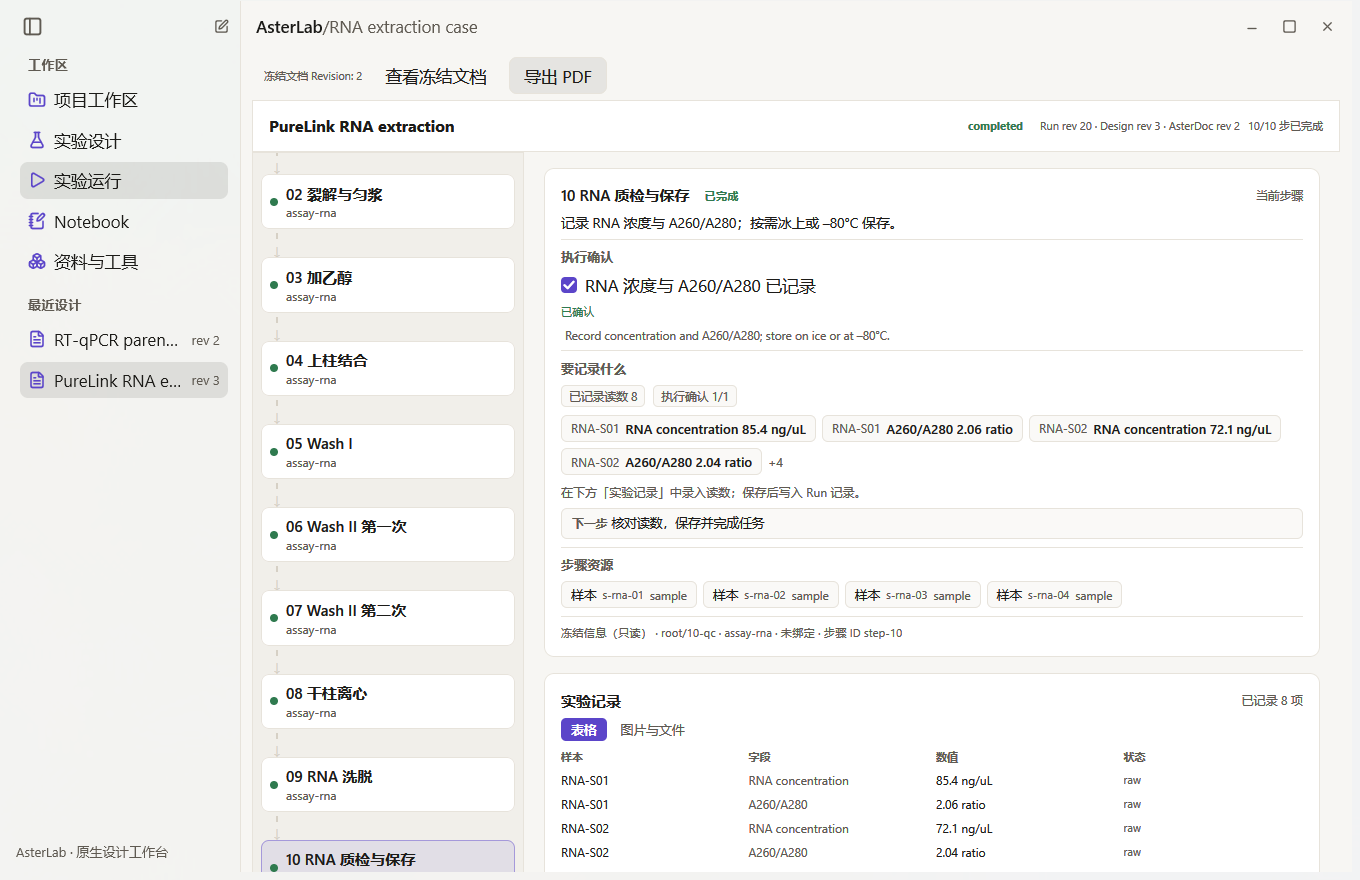 AsterLab/RNA extraction case
工作区
项目工作区
实验设计
实验运行
Notebook
资料与工具
最近设计
RT-qPCR paren... rev 2
PureLink RNA e... rev 3
AsterLab · 原生设计工作台
冻结文档 Revision: 2 查看冻结文档 导出 PDF
PureLink RNA extraction
completed Run rev 20 · Design rev 3 · AsterDoc rev 2 10/10 步已完成
02 裂解与匀浆
assay-rna
03 加乙醇
assay-rna
04 上柱结合
assay-rna
05 Wash I
assay-rna
06 Wash II 第一次
assay-rna
07 Wash II 第二次
assay-rna
08 干柱离心
assay-rna
09 RNA 洗脱
assay-rna
10 RNA 质检与保存
10 RNA 质检与保存 已完成 当前步骤
记录 RNA 浓度与 A260/A280；按需冰上或 –80°C 保存。
执行确认
RNA 浓度与 A260/A280 已记录
已确认
Record concentration and A260/A280; store on ice or at –80°C.
要记录什么
已记录读数 8 执行确认 1/1
RNA-S01 RNA concentration 85.4 ng/uL RNA-S01 A260/A280 2.06 ratio RNA-S02 RNA concentration 72.1 ng/uL
RNA-S02 A260/A280 2.04 ratio +4
在下方「实验记录」中录入读数；保存后写入 Run 记录。
下一步 核对读数，保存并完成任务
步骤资源
样本 s-rna-01 sample 样本 s-rna-02 sample 样本 s-rna-03 sample 样本 s-rna-04 sample
冻结信息（只读） · root/10-qc · assay-rna · 未绑定 · 步骤 ID step-10
实验记录 已记录 8 项
表格 图片与文件
样本 字段 数值 状态
RNA-S01 RNA concentration 85.4 ng/uL raw
RNA-S01 A260/A280 2.06 ratio raw
RNA-S02 RNA concentration 72.1 ng/uL raw
RNA-S02 A260/A280 2.04 ratio raw